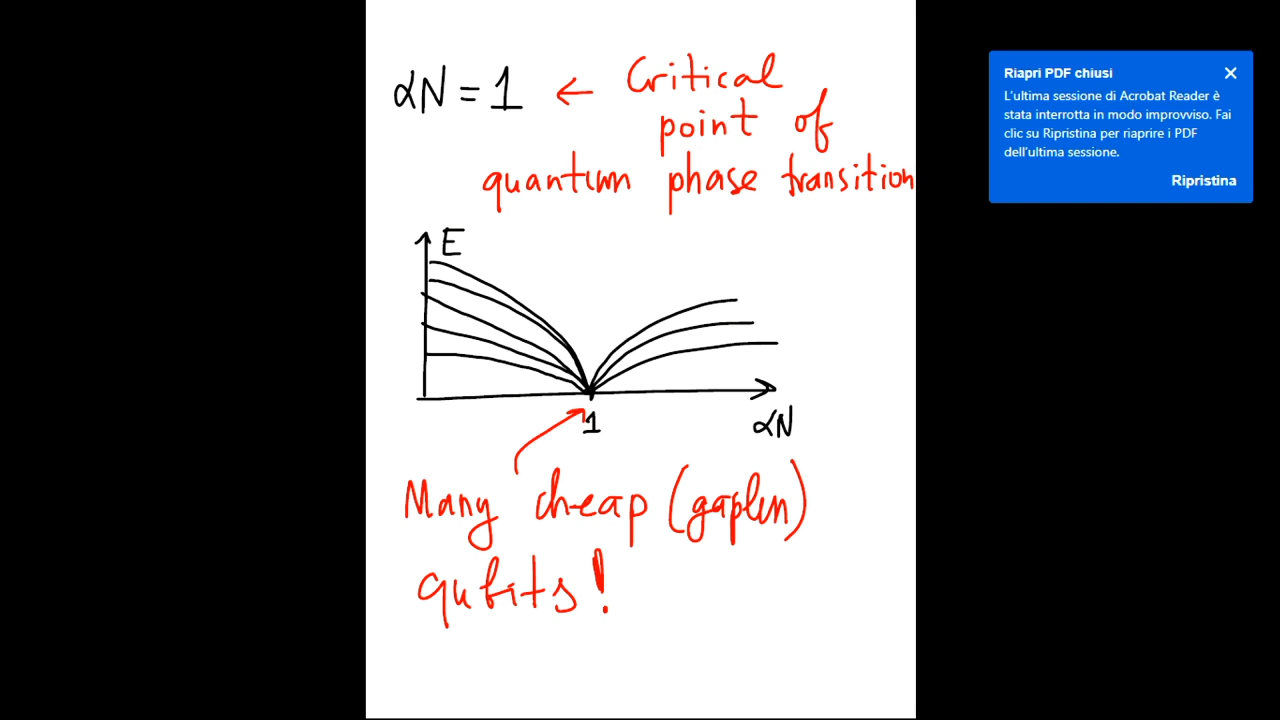 αN = 1 ← Critical
point of
quantum phase transition
E
1
αN
Many cheap (gapless)
qubits!
Riapri PDF chiusi
L'ultima sessione di Acrobat Reader è
stata interrotta in modo improvviso. Fai
clic su Ripristina per riaprire i PDF
dell'ultima sessione.
Ripristina